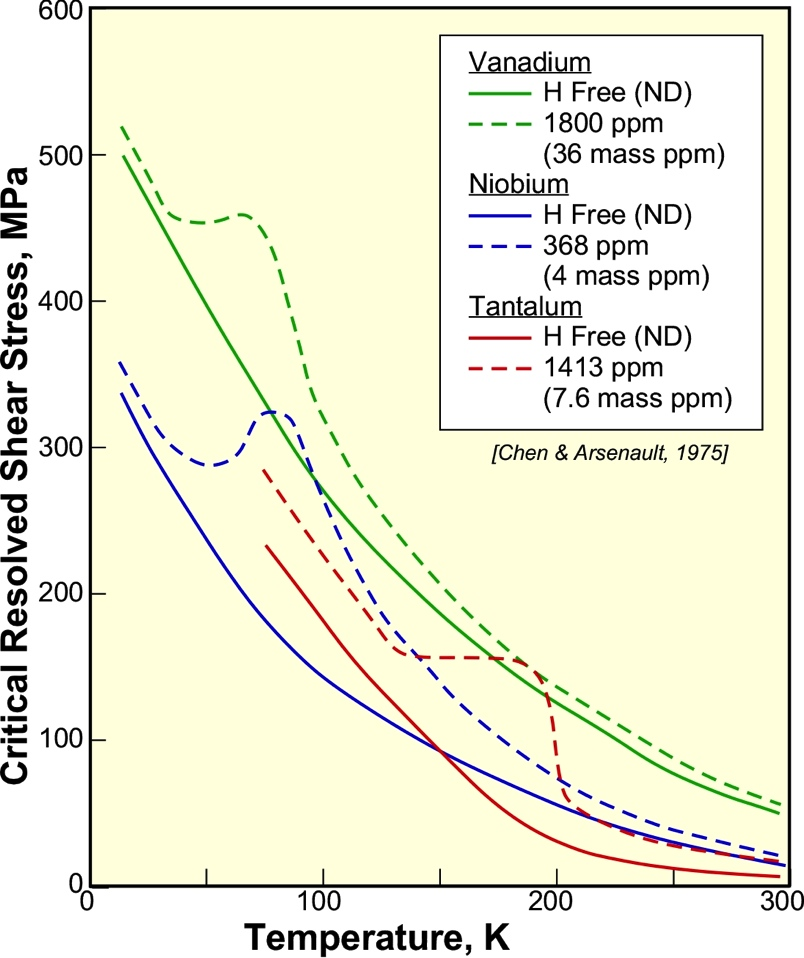 600
500
400
300
200
100
0
0
100
200
300
Critical Resolved Shear Stress, MPa
Temperature, K
Vanadium
H Free (ND)
1800 ppm
(36 mass ppm)
Niobium
H Free (ND)
368 ppm
(4 mass ppm)
Tantalum
H Free (ND)
1413 ppm
(7.6 mass ppm)
[Chen & Arsenault, 1975]